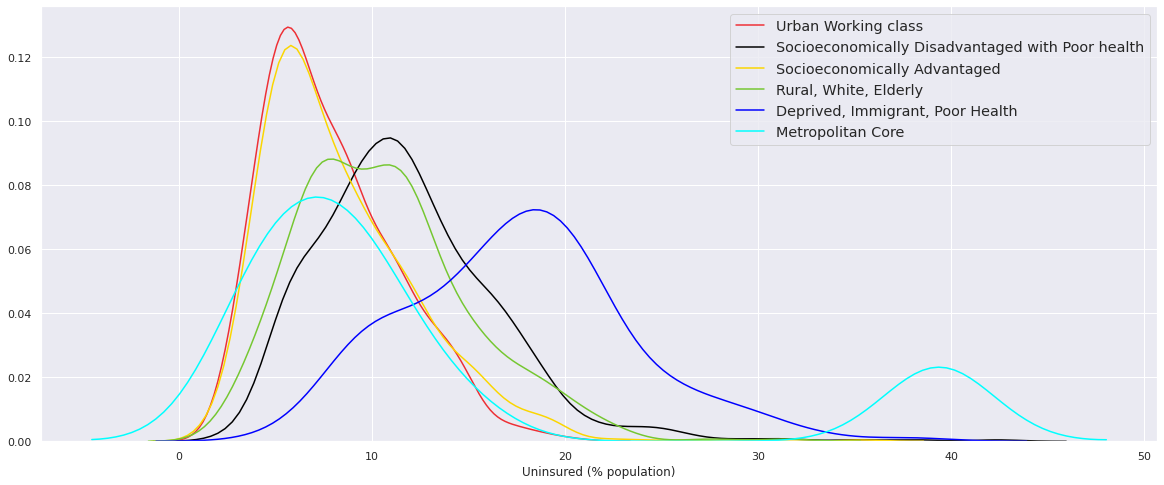 Urban Working class
Socioeconomically Disadvantaged with Poor health
Socioeconomically Advantaged
Rural, White, Elderly
Deprived, Immigrant, Poor Health
Metropolitan Core
0.12
0.10
0.08
0.06
0.04
0.02
0.00
0 10 20 30 40 50
Uninsured (% population)